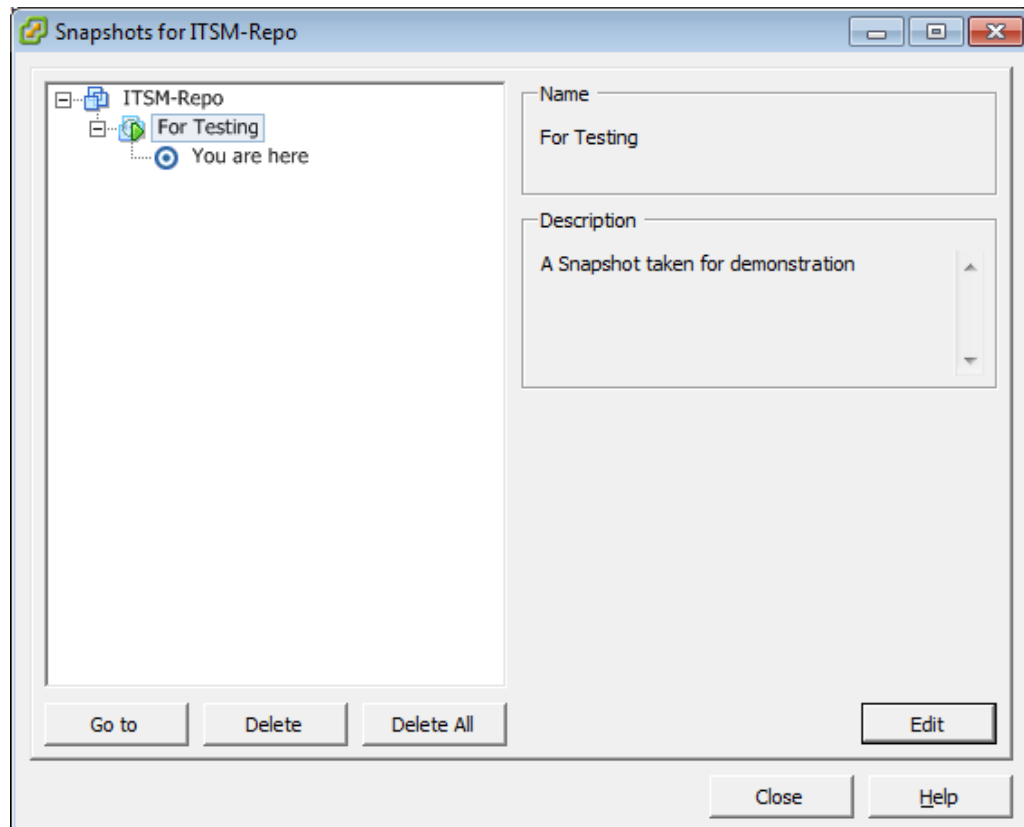 Snapshots for ITSM-Repo
ITSM-Repo
For Testing
You are here
Name
For Testing
Description
A Snapshot taken for demonstration
Go to
Delete
Delete All
Edit
Close
Help